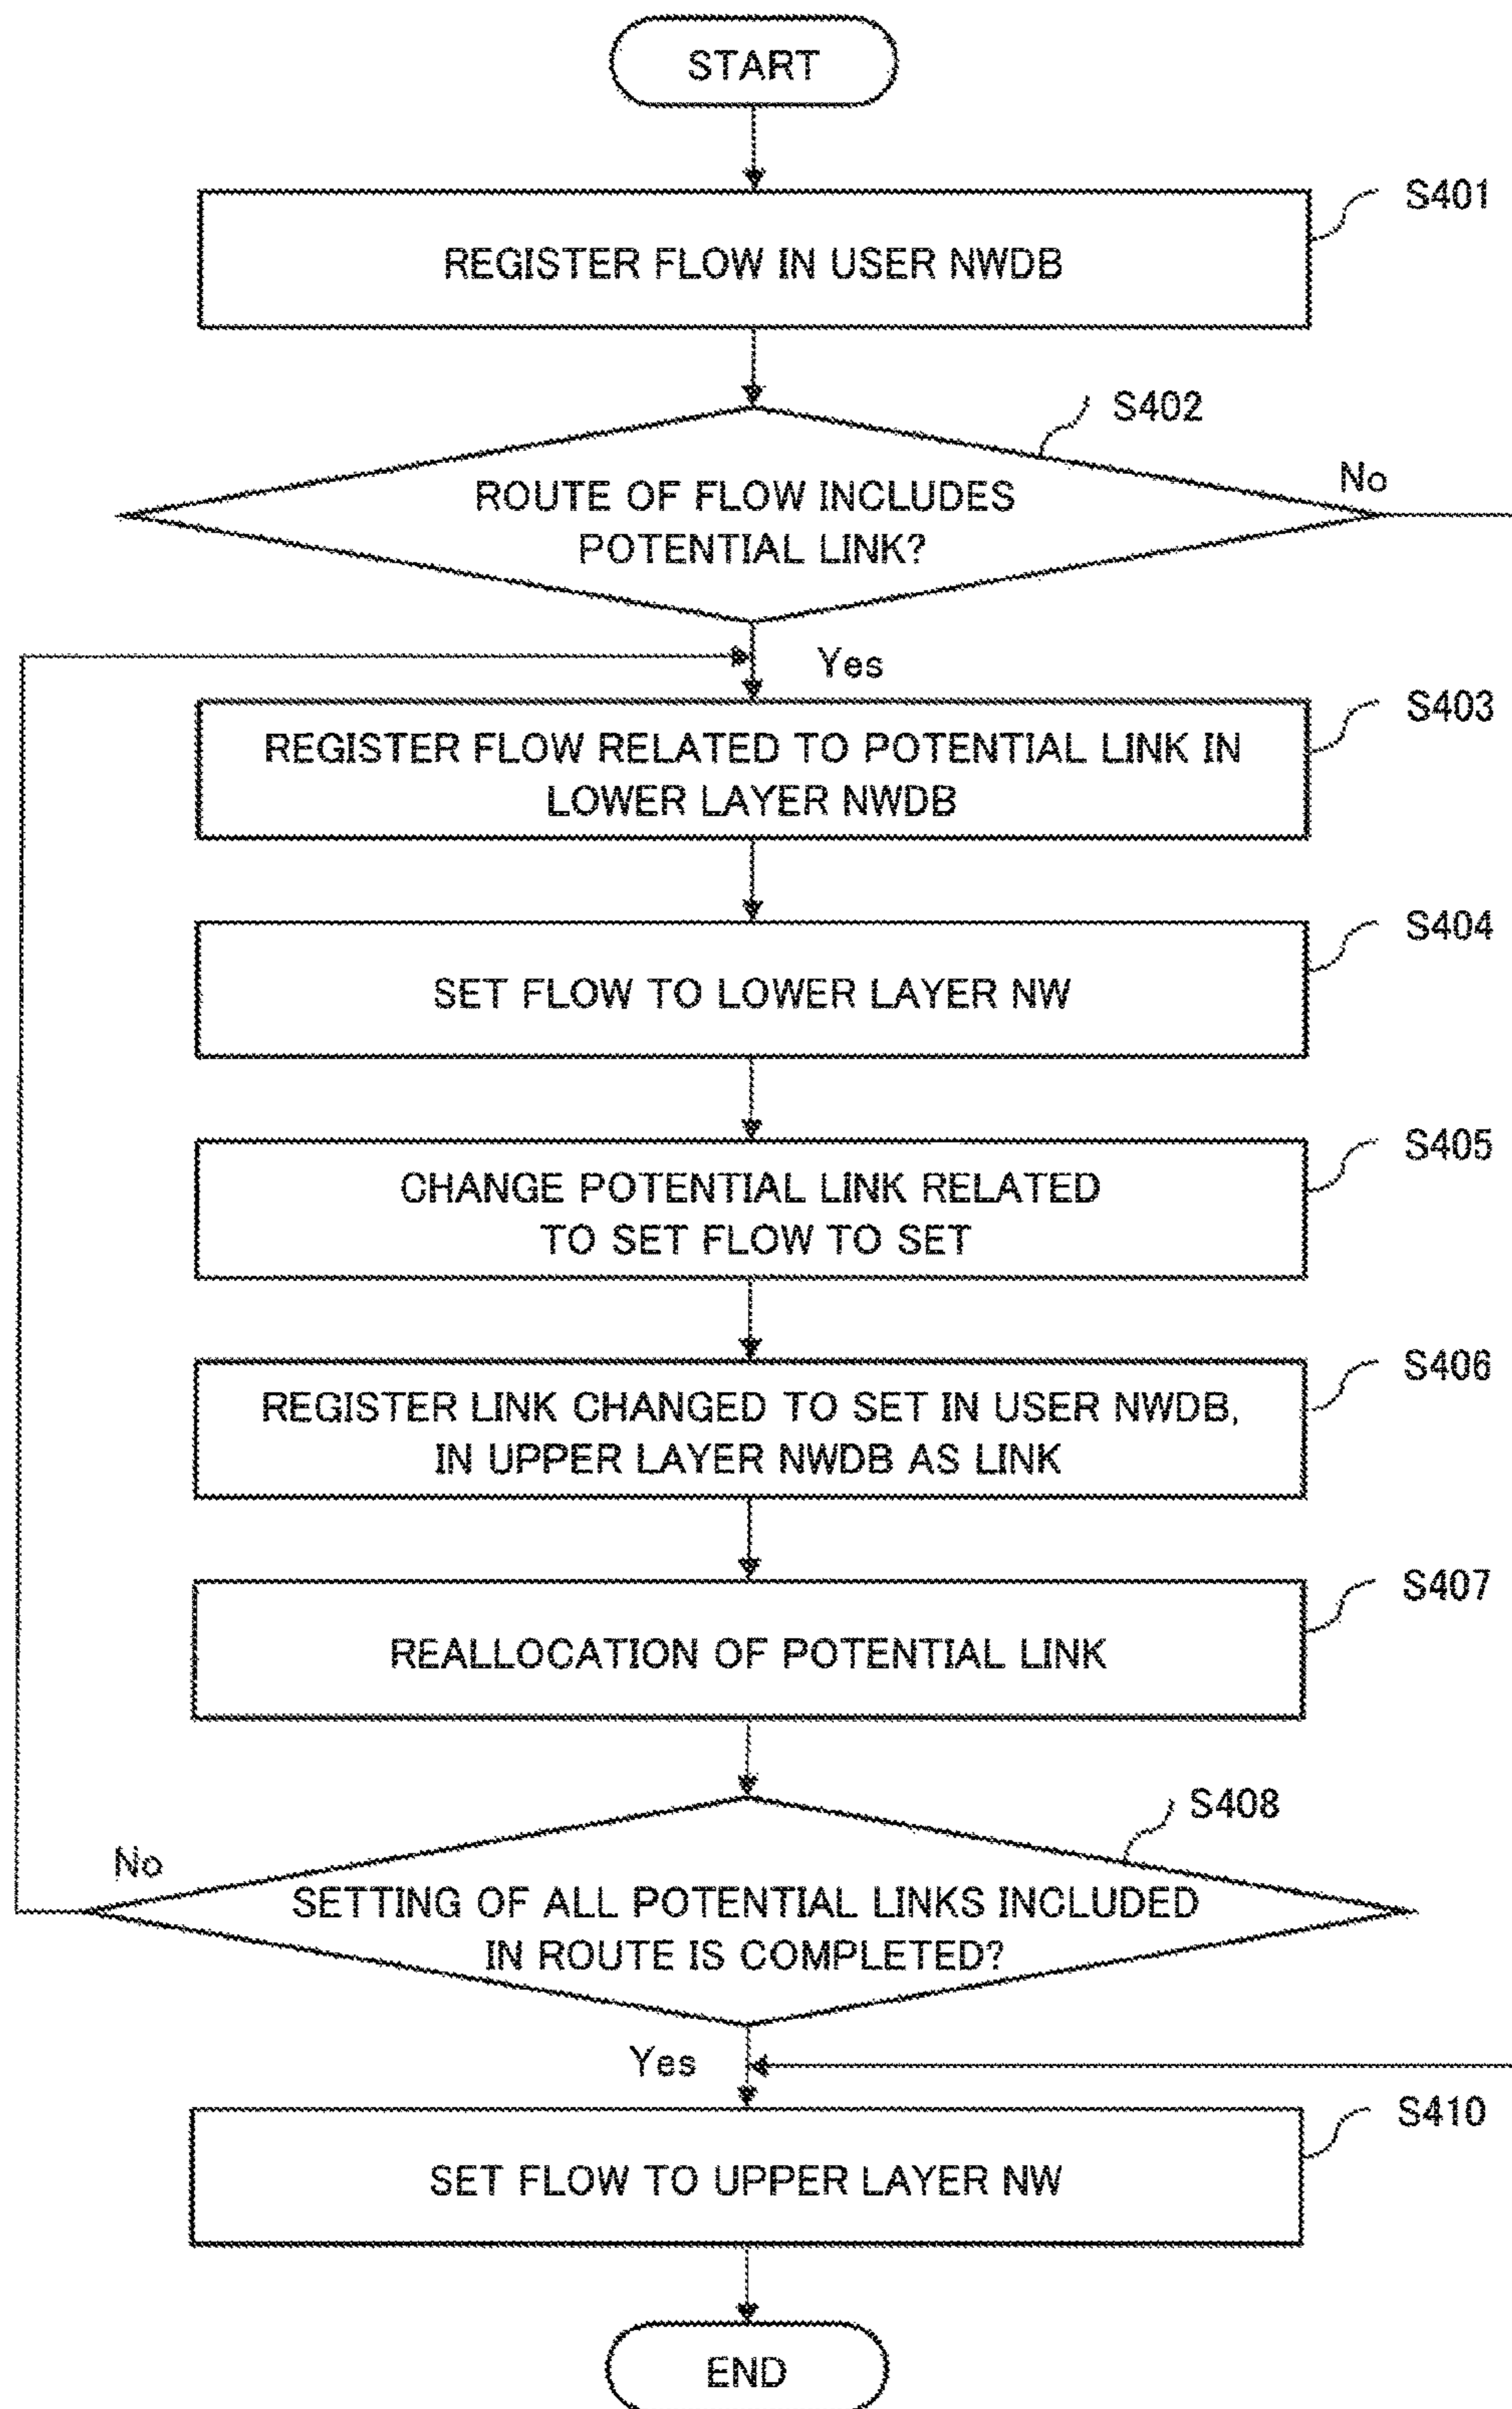 START
S401
REGISTER FLOW IN USER NWDB
S402
No
ROUTE OF FLOW INCLUDES
POTENTIAL LINK?
Yes
S403
REGISTER FLOW RELATED TO POTENTIAL LINK IN
LOWER LAYER NWDB
S404
SET FLOW TO LOWER LAYER NW
S405
CHANGE POTENTIAL LINK RELATED
TO SET FLOW TO SET
S406
REGISTER LINK CHANGED TO SET IN USER NWDB,
IN UPPER LAYER NWDB AS LINK
S407
REALLOCATION OF POTENTIAL LINK
S408
No
SETTING OF ALL POTENTIAL LINKS INCLUDED
IN ROUTE IS COMPLETED?
Yes
S410
SET FLOW TO UPPER LAYER NW
END